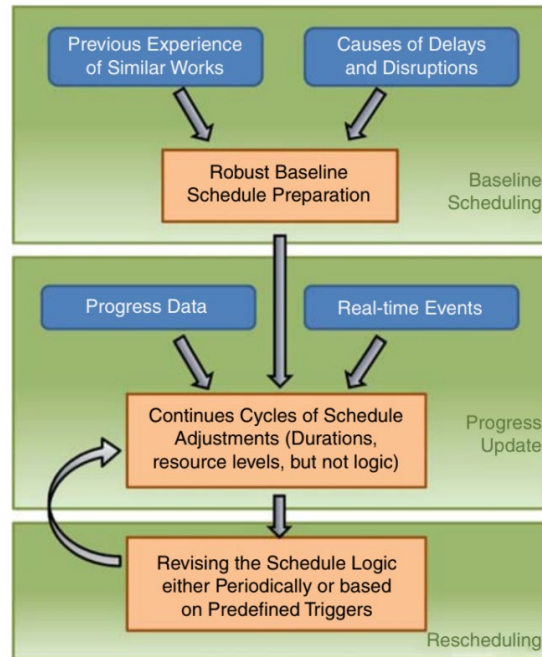 Previous Experience
of Similar Works
Causes of Delays
and Disruptions
Robust Baseline
Schedule Preparation
Baseline
Scheduling
Progress Data
Real-time Events
Continues Cycles of Schedule
Adjustments (Durations,
resource levels, but not logic)
Progress
Update
Revising the Schedule Logic
either Periodically or based
on Predefined Triggers
Rescheduling